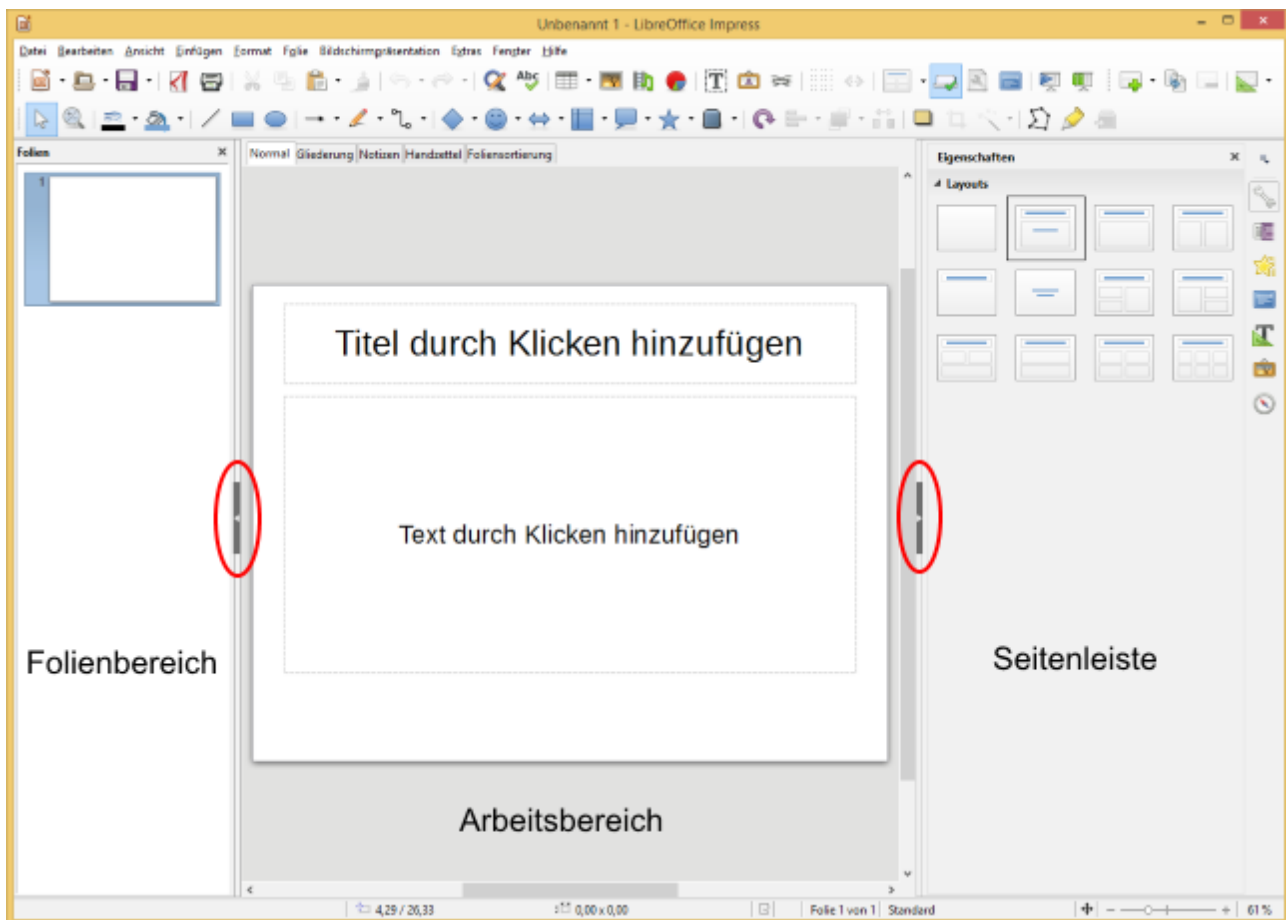 Unbenannt 1 - LibreOffice Impress
Datei Bearbeiten Ansicht Einfügen Format Folie Bildschirmpräsentation Extras Fenster Hilfe
Folien
Normal Gliederung Notizen Handzettel Foliensortierung
Eigenschaften
Layouts
1
Titel durch Klicken hinzufügen
Text durch Klicken hinzufügen
Folienbereich
Seitenleiste
Arbeitsbereich
4,29 / 26,33 0,00 x 0,00 Folie 1 von 1 Standard 61%